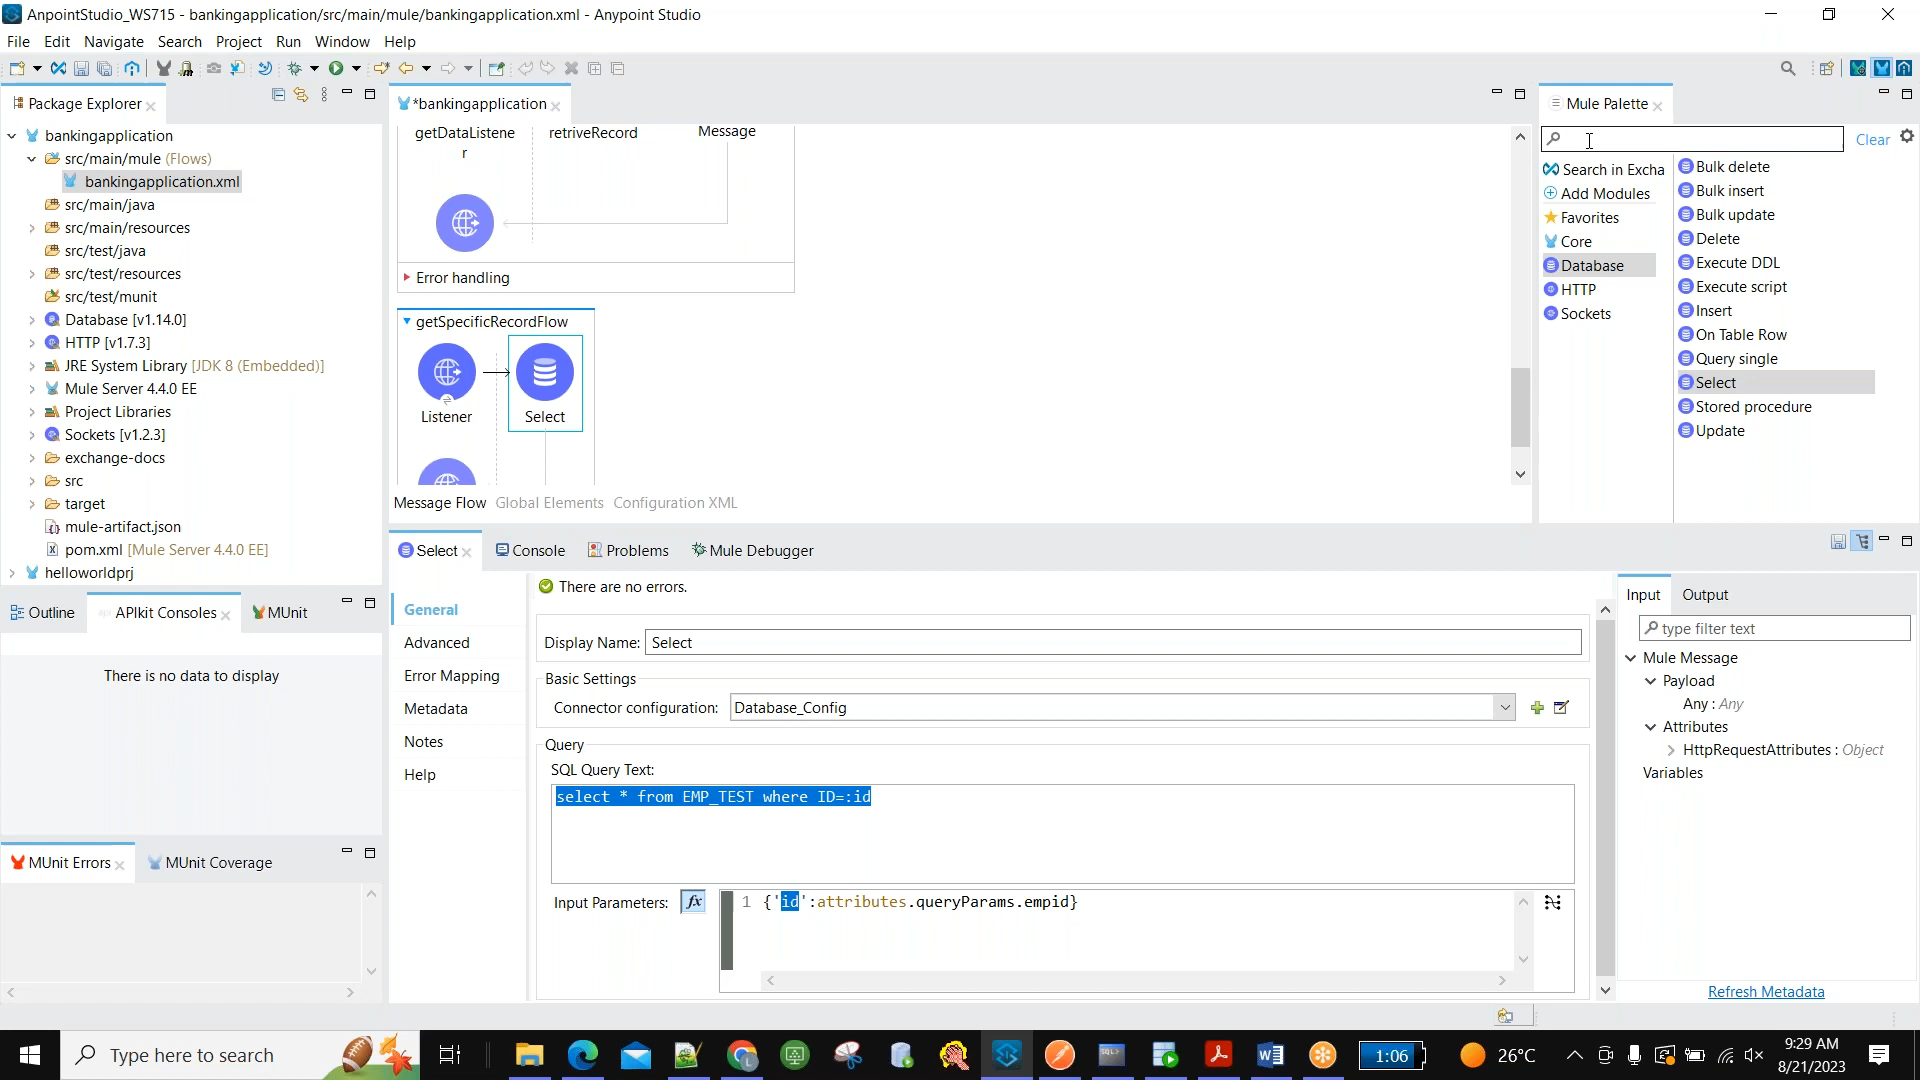 AnpointStudio_WS715 - bankingapplication/src/main/mule/bankingapplication.xml - Anypoint Studio
File Edit Navigate Search Project Run Window Help
Package Explorer
bankingapplication
src/main/mule (Flows)
bankingapplication.xml
src/main/java
src/main/resources
src/test/java
src/test/resources
src/test/munit
Database [v1.14.0]
HTTP [v1.7.3]
JRE System Library [JDK 8 (Embedded)]
Mule Server 4.4.0 EE
Project Libraries
Sockets [v1.2.3]
exchange-docs
src
target
mule-artifact.json
pom.xml [Mule Server 4.4.0 EE]
helloworldprj
*bankingapplication
getDataListene
r
retriveRecord
Message
Error handling
getSpecificRecordFlow
Listener
Select
Message Flow Global Elements Configuration XML
Mule Palette
Clear
Search in Excha
Add Modules
Favorites
Core
Database
HTTP
Sockets
Bulk delete
Bulk insert
Bulk update
Delete
Execute DDL
Execute script
Insert
On Table Row
Query single
Select
Stored procedure
Update
Outline APIkit Consoles MUnit
There is no data to display
MUnit Errors MUnit Coverage
Select Console Problems Mule Debugger
General
Advanced
Error Mapping
Metadata
Notes
Help
There are no errors.
Display Name: Select
Basic Settings
Connector configuration: Database_Config
Query
SQL Query Text:
select * from EMP_TEST where ID=:id
Input Parameters: fx 1 {'id':attributes.queryParams.empid}
Input Output
type filter text
Mule Message
Payload
Any : Any
Attributes
HttpRequestAttributes : Object
Variables
Refresh Metadata
Type here to search
SQL>
1:06
26°C
9:29 AM
8/21/2023